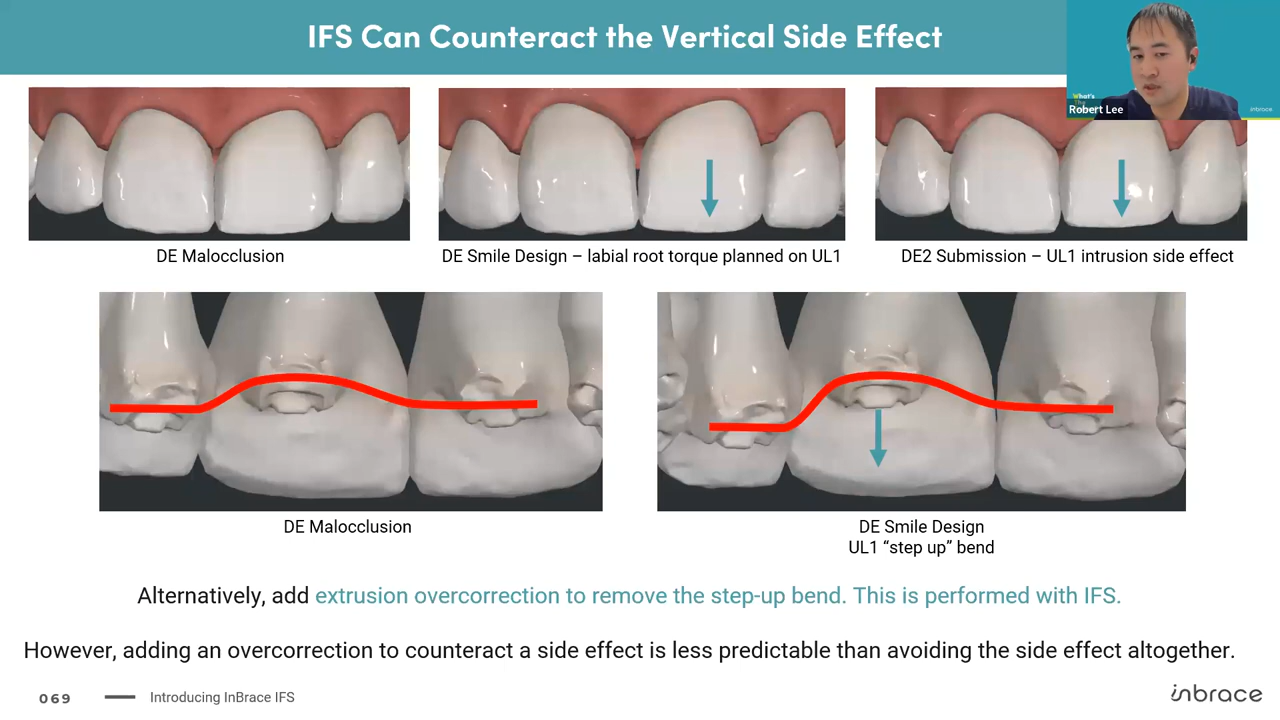 IFS Can Counteract the Vertical Side Effect
What's
The
Robert Lee
inbrace
DE Malocclusion
DE Smile Design – labial root torque planned on UL1
DE2 Submission – UL1 intrusion side effect
DE Malocclusion
DE Smile Design
UL1 “step up” bend
Alternatively, add extrusion overcorrection to remove the step-up bend. This is performed with IFS.
However, adding an overcorrection to counteract a side effect is less predictable than avoiding the side effect altogether.
069
Introducing InBrace IFS
inbrace